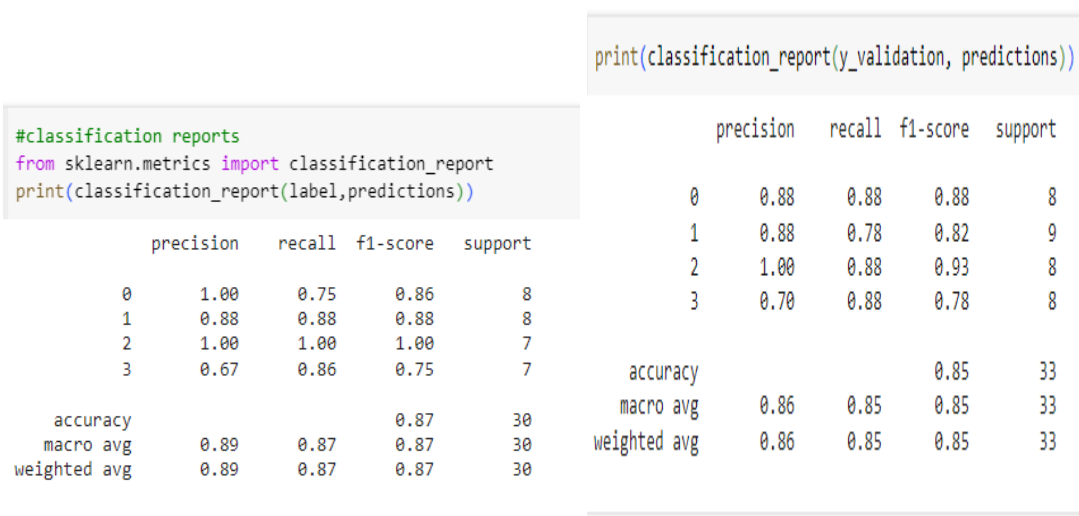 #classification reports
from sklearn.metrics import classification_report
print(classification_report(label,predictions))
precision recall f1-score support
0 1.00 0.75 0.86 8
1 0.88 0.88 0.88 8
2 1.00 1.00 1.00 7
3 0.67 0.86 0.75 7
accuracy 0.87 30
macro avg 0.89 0.87 0.87 30
weighted avg 0.89 0.87 0.87 30
print(classification_report(y_validation, predictions))
precision recall f1-score support
0 0.88 0.88 0.88 8
1 0.88 0.78 0.82 9
2 1.00 0.88 0.93 8
3 0.70 0.88 0.78 8
accuracy 0.85 33
macro avg 0.86 0.85 0.85 33
weighted avg 0.86 0.85 0.85 33